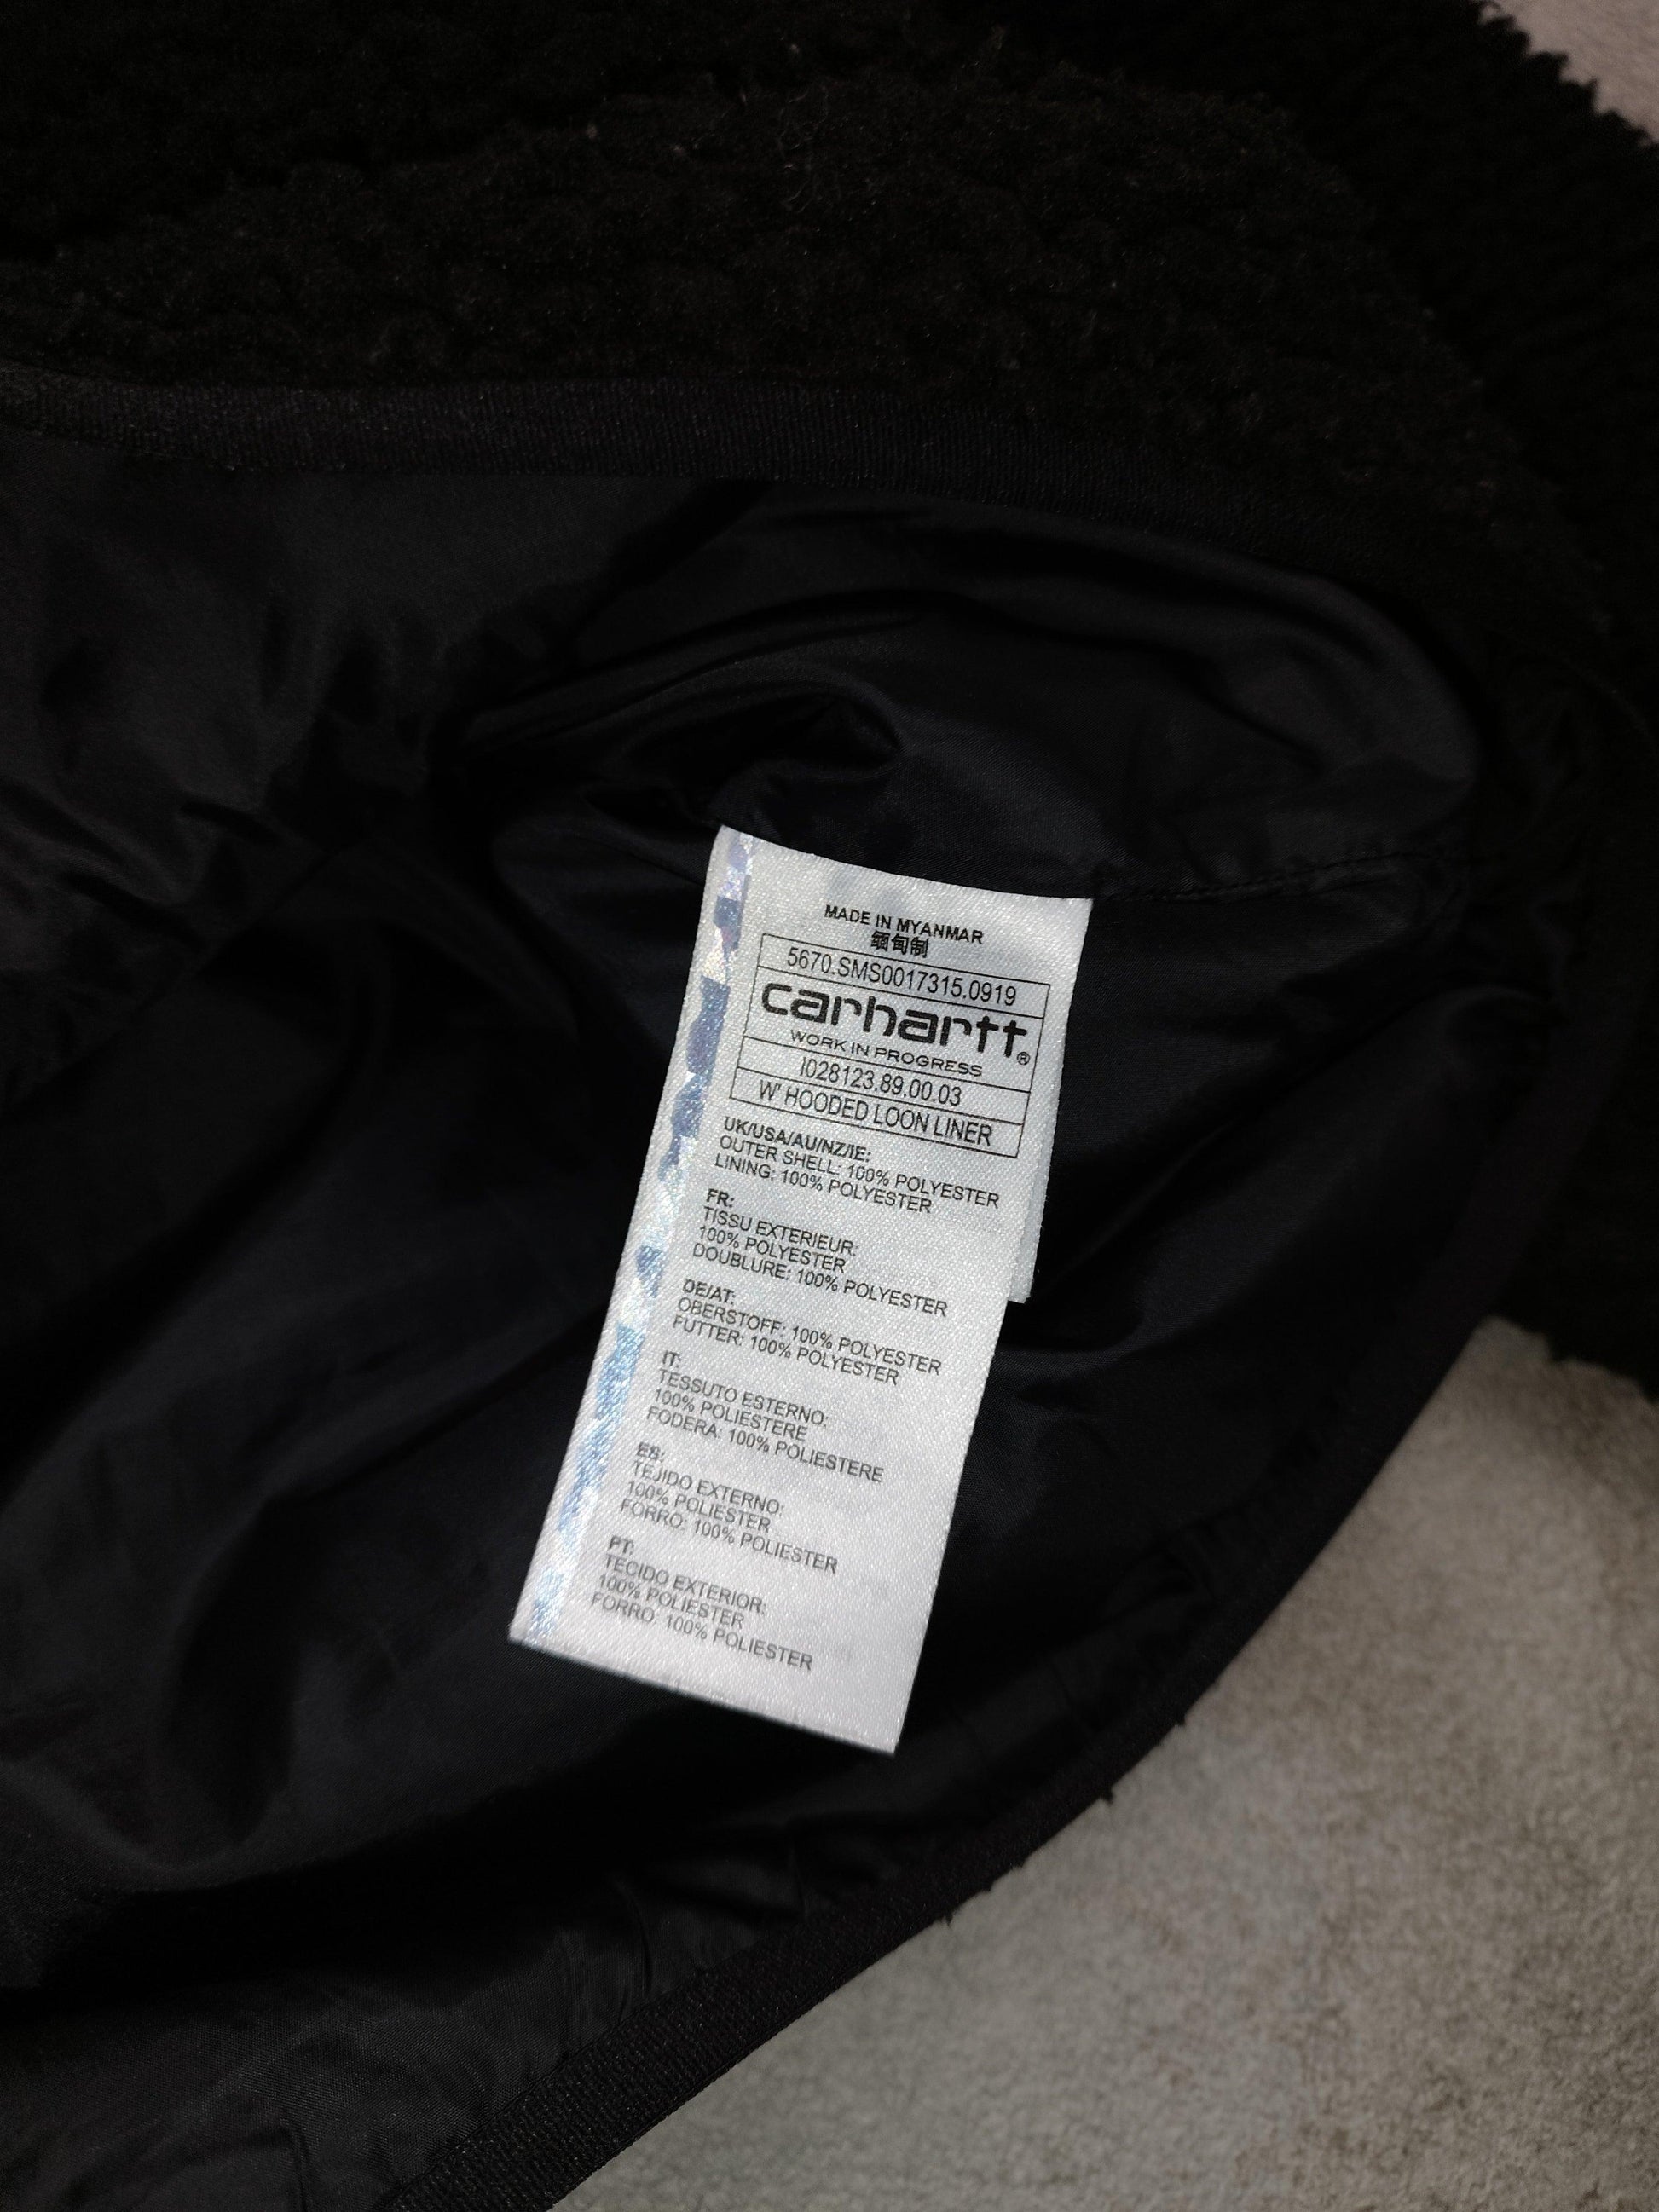 MADE IN MYANMAR
缅甸制
5670.SMS0017315.0919
carhartt®
WORK IN PROGRESS
I028123.89.00.03
W' HOODED LOON LINER
UK/USA/AU/NZ/IE:
OUTER SHELL: 100% POLYESTER
LINING: 100% POLYESTER
FR:
TISSU EXTERIEUR:
100% POLYESTER
DOUBLURE: 100% POLYESTER
DE/AT:
OBERSTOFF: 100% POLYESTER
FUTTER: 100% POLYESTER
IT:
TESSUTO ESTERNO:
100% POLIESTERE
FODERA: 100% POLIESTERE
ES:
TEJIDO EXTERNO:
100% POLIESTER
FORRO: 100% POLIESTER
PT:
TECIDO EXTERIOR:
100% POLIESTER
FORRO: 100% POLIESTER